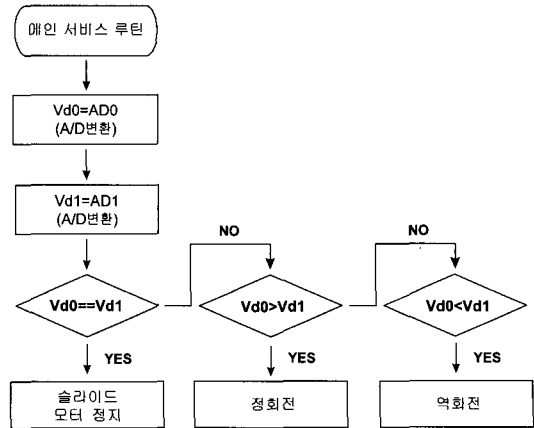 메인 서비스 루틴
Vd0=AD0
(A/D변환)
Vd1=AD1
(A/D변환)
NO
NO
Vd0==Vd1
Vd0>Vd1
Vd0<Vd1
YES
YES
YES
슬라이드
모터 정지
정회전
역회전